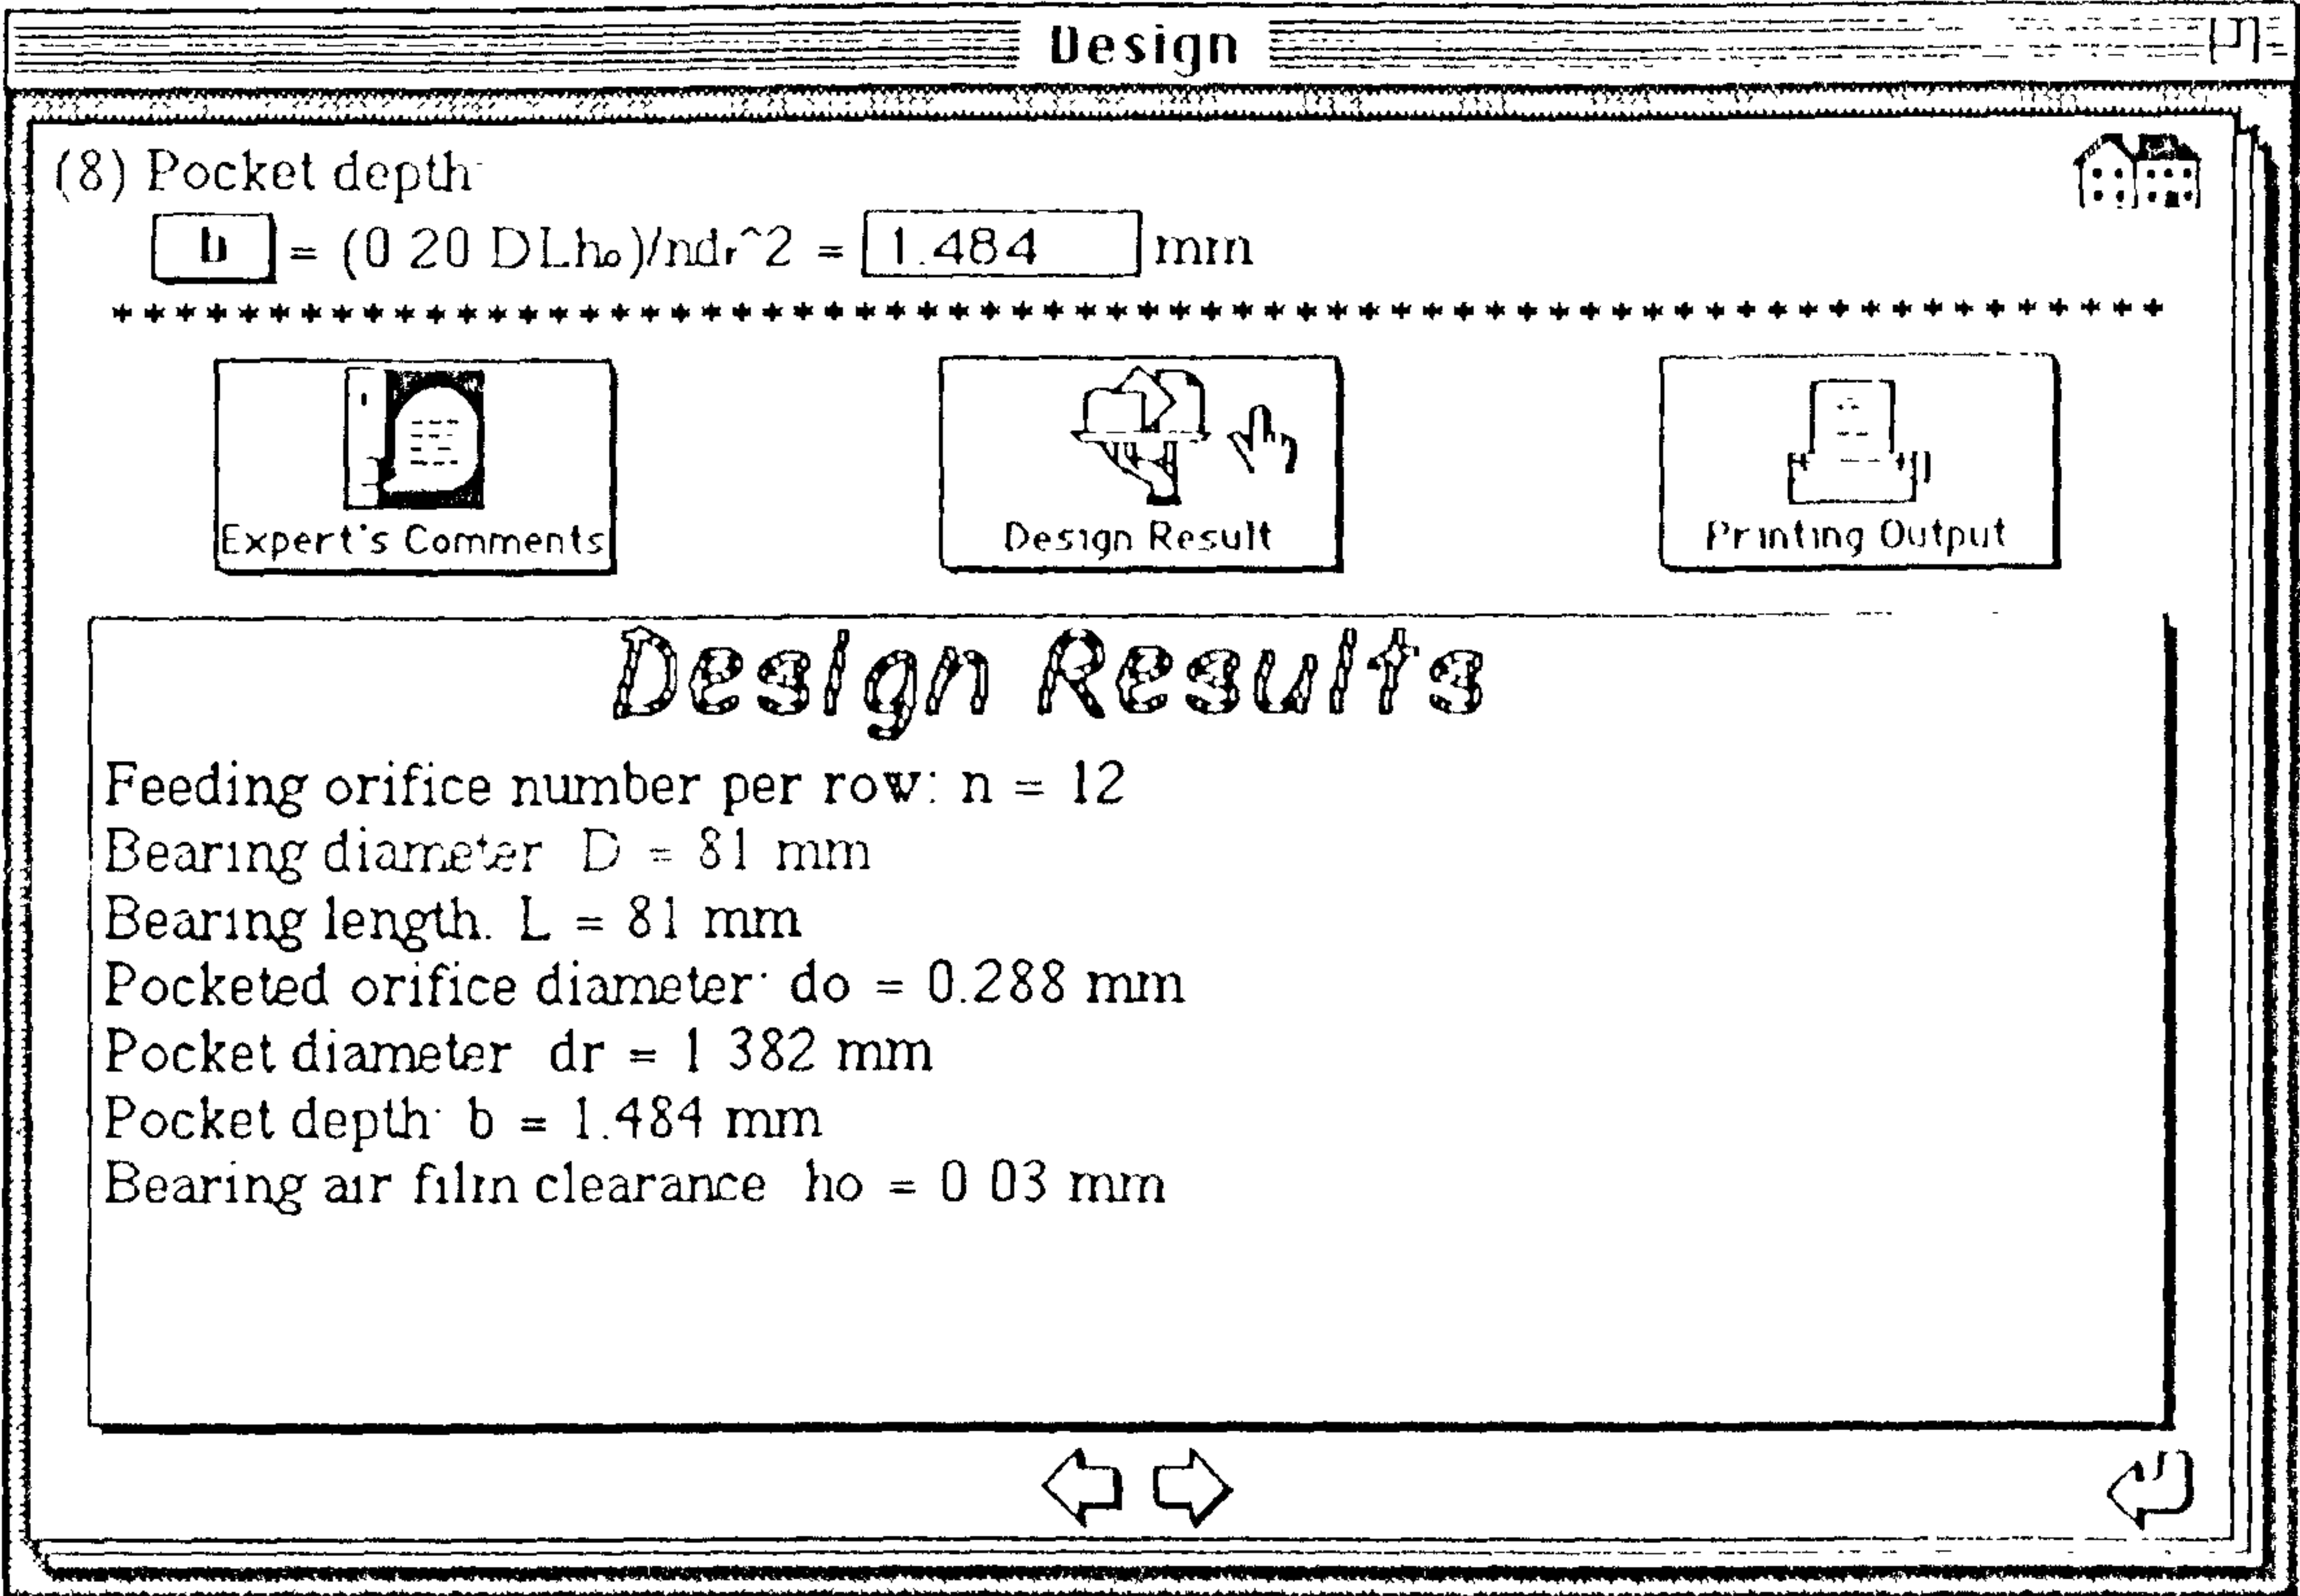 Design
(8) Pocket depth:
b = (0.20 DLho)/ndr^2 = 1.484 mm
******************************************************************
Expert's Comments
Design Result
Printing Output
Design Results
Feeding orifice number per row: n = 12
Bearing diameter: D = 81 mm
Bearing length: L = 81 mm
Pocketed orifice diameter: do = 0.288 mm
Pocket diameter: dr = 1.382 mm
Pocket depth: b = 1.484 mm
Bearing air film clearance: ho = 0.03 mm